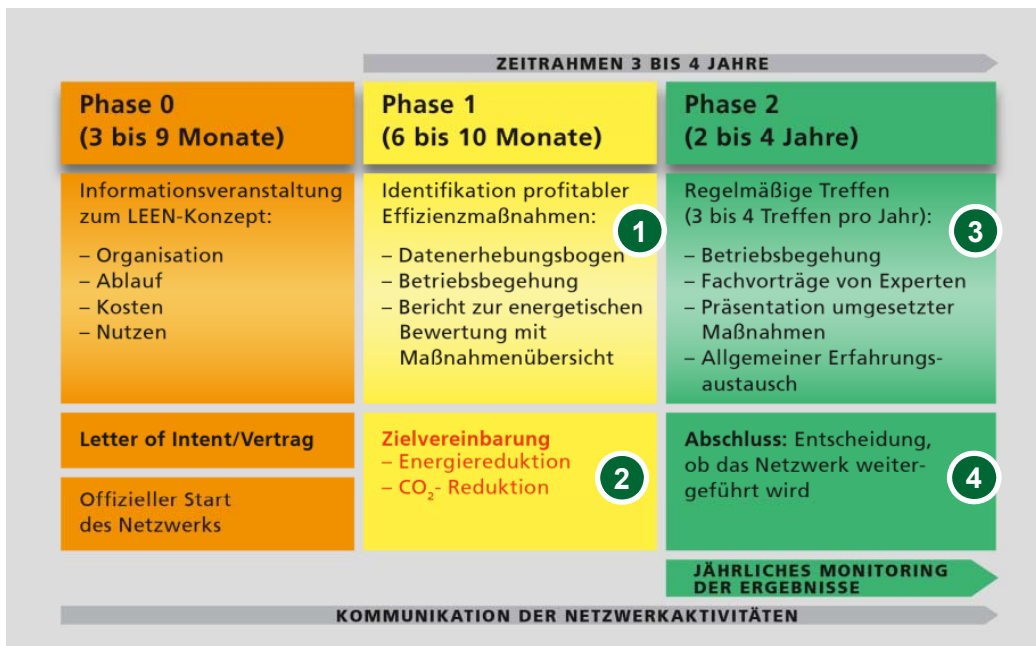 ZEITRAHMEN 3 BIS 4 JAHRE
Phase 0
(3 bis 9 Monate)
Informationsveranstaltung
zum LEEN-Konzept:
– Organisation
– Ablauf
– Kosten
– Nutzen
Letter of Intent/Vertrag
Offizieller Start
des Netzwerks
Phase 1
(6 bis 10 Monate)
Identifikation profitabler
Effizienzmaßnahmen:
1
– Datenerhebungsbogen
– Betriebsbegehung
– Bericht zur energetischen
Bewertung mit
Maßnahmenübersicht
Zielvereinbarung
– Energiereduktion
– CO₂- Reduktion
2
Phase 2
(2 bis 4 Jahre)
Regelmäßige Treffen
(3 bis 4 Treffen pro Jahr):
3
– Betriebsbegehung
– Fachvorträge von Experten
– Präsentation umgesetzter
Maßnahmen
– Allgemeiner Erfahrungs-
austausch
Abschluss: Entscheidung,
ob das Netzwerk weiter-
geführt wird
4
JÄHRLICHES MONITORING
DER ERGEBNISSE
KOMMUNIKATION DER NETZWERKAKTIVITÄTEN